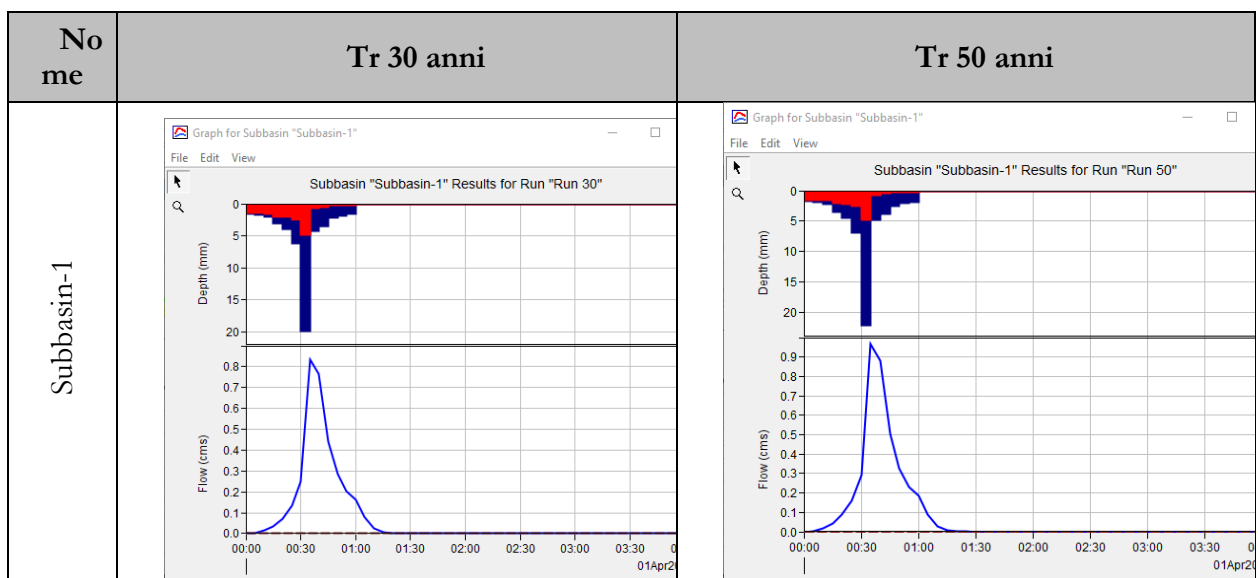 No
me
Tr 30 anni
Tr 50 anni
Subbasin-1
Graph for Subbasin "Subbasin-1"
File Edit View
Subbasin "Subbasin-1" Results for Run "Run 30"
Depth (mm)
0
5
10
15
20
Flow (cms)
0.8
0.7
0.6
0.5
0.4
0.3
0.2
0.1
0.0
00:00 00:30 01:00 01:30 02:00 02:30 03:00 03:30 0
01Apr20
Graph for Subbasin "Subbasin-1"
File Edit View
Subbasin "Subbasin-1" Results for Run "Run 50"
Depth (mm)
0
5
10
15
20
Flow (cms)
0.9
0.8
0.7
0.6
0.5
0.4
0.3
0.2
0.1
0.0
00:00 00:30 01:00 01:30 02:00 02:30 03:00 03:30 0
01Apr20